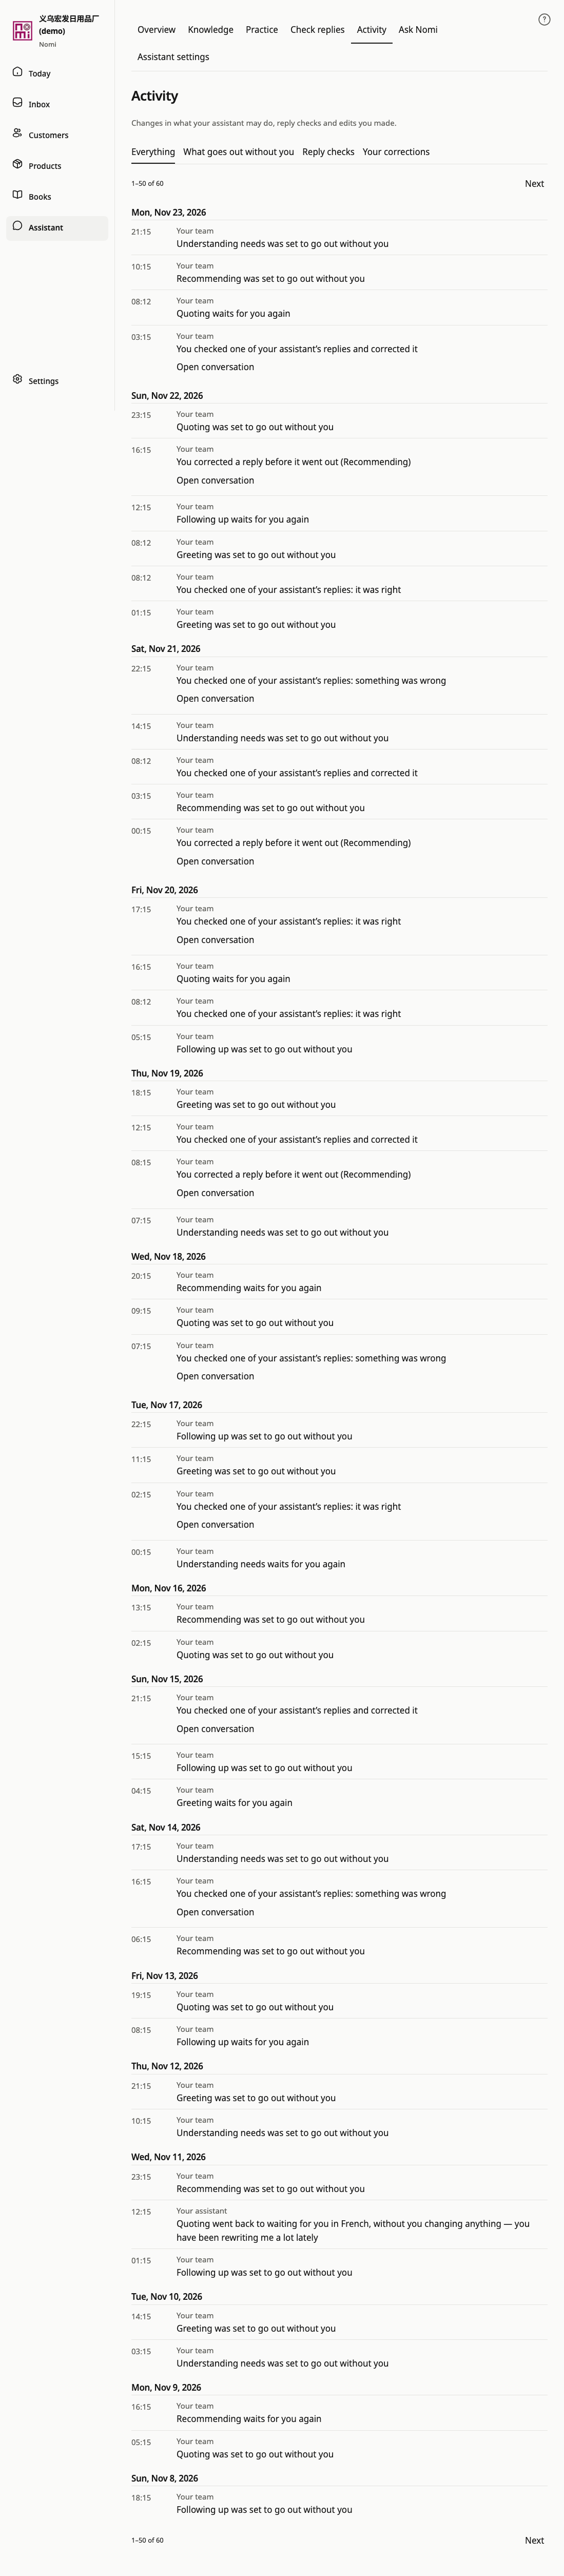 义乌宏发日用品厂
(demo)
Nomi
Today
Inbox
Customers
Products
Books
Assistant
Settings
Overview
Knowledge
Practice
Check replies
Activity
Ask Nomi
Assistant settings
Activity
Changes in what your assistant may do, reply checks and edits you made.
Everything
What goes out without you
Reply checks
Your corrections
1–50 of 60
Next
Mon, Nov 23, 2026
21:15
Your team
Understanding needs was set to go out without you
10:15
Your team
Recommending was set to go out without you
08:12
Your team
Quoting waits for you again
03:15
Your team
You checked one of your assistant's replies and corrected it
Open conversation
Sun, Nov 22, 2026
23:15
Your team
Quoting was set to go out without you
16:15
Your team
You corrected a reply before it went out (Recommending)
Open conversation
12:15
Your team
Following up waits for you again
08:12
Your team
Greeting was set to go out without you
08:12
Your team
You checked one of your assistant's replies: it was right
01:15
Your team
Greeting was set to go out without you
Sat, Nov 21, 2026
22:15
Your team
You checked one of your assistant's replies: something was wrong
Open conversation
14:15
Your team
Understanding needs was set to go out without you
08:12
Your team
You checked one of your assistant's replies and corrected it
03:15
Your team
Recommending was set to go out without you
00:15
Your team
You corrected a reply before it went out (Recommending)
Open conversation
Fri, Nov 20, 2026
17:15
Your team
You checked one of your assistant's replies: it was right
Open conversation
16:15
Your team
Quoting waits for you again
08:12
Your team
You checked one of your assistant's replies: it was right
05:15
Your team
Following up was set to go out without you
Thu, Nov 19, 2026
18:15
Your team
Greeting was set to go out without you
12:15
Your team
You checked one of your assistant's replies and corrected it
08:15
Your team
You corrected a reply before it went out (Recommending)
Open conversation
07:15
Your team
Understanding needs was set to go out without you
Wed, Nov 18, 2026
20:15
Your team
Recommending waits for you again
09:15
Your team
Quoting was set to go out without you
07:15
Your team
You checked one of your assistant's replies: something was wrong
Open conversation
Tue, Nov 17, 2026
22:15
Your team
Following up was set to go out without you
11:15
Your team
Greeting was set to go out without you
02:15
Your team
You checked one of your assistant's replies: it was right
Open conversation
00:15
Your team
Understanding needs waits for you again
Mon, Nov 16, 2026
13:15
Your team
Recommending was set to go out without you
02:15
Your team
Quoting was set to go out without you
Sun, Nov 15, 2026
21:15
Your team
You checked one of your assistant's replies and corrected it
Open conversation
15:15
Your team
Following up was set to go out without you
04:15
Your team
Greeting waits for you again
Sat, Nov 14, 2026
17:15
Your team
Understanding needs was set to go out without you
16:15
Your team
You checked one of your assistant's replies: something was wrong
Open conversation
06:15
Your team
Recommending was set to go out without you
Fri, Nov 13, 2026
19:15
Your team
Quoting was set to go out without you
08:15
Your team
Following up waits for you again
Thu, Nov 12, 2026
21:15
Your team
Greeting was set to go out without you
10:15
Your team
Understanding needs was set to go out without you
Wed, Nov 11, 2026
23:15
Your team
Recommending was set to go out without you
12:15
Your assistant
Quoting went back to waiting for you in French, without you changing anything — you
have been rewriting me a lot lately
01:15
Your team
Following up was set to go out without you
Tue, Nov 10, 2026
14:15
Your team
Greeting was set to go out without you
03:15
Your team
Understanding needs was set to go out without you
Mon, Nov 9, 2026
16:15
Your team
Recommending waits for you again
05:15
Your team
Quoting was set to go out without you
Sun, Nov 8, 2026
18:15
Your team
Following up was set to go out without you
1–50 of 60
Next